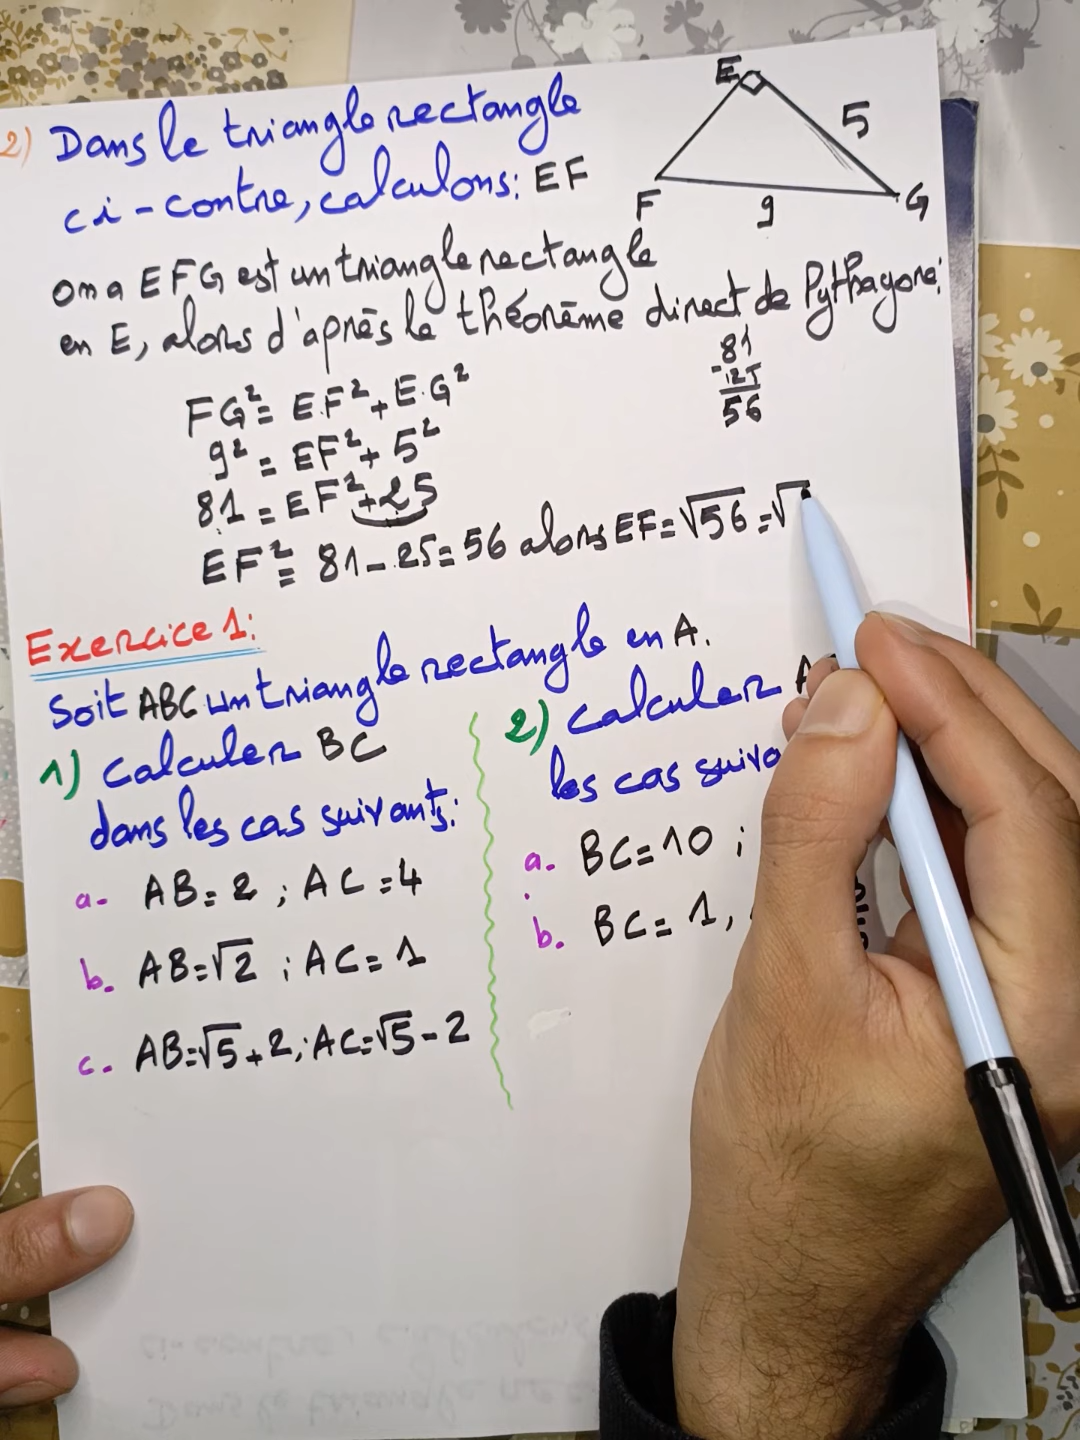 2) Dans le triangle rectangle
ci-contre, calculons: EF
E
5
F
9
G
on a EFG est un triangle rectangle
en E, alors d'après le théorème direct de Pythagore:
FG² = EF² + EG²
9² = EF² + 5²
81 = EF² + 25
EF² = 81 - 25 = 56 alors EF = √56 = √
81
- 25
56
Exercice 1:
Soit ABC un triangle rectangle en A.
1) Calculer BC
dans les cas suivants:
a- AB = 2 ; AC = 4
b. AB = √2 ; AC = 1
c. AB = √5 + 2 ; AC = √5 - 2
2) Calculer A
les cas suiva
a. BC = 10 ;
b. BC = 1,